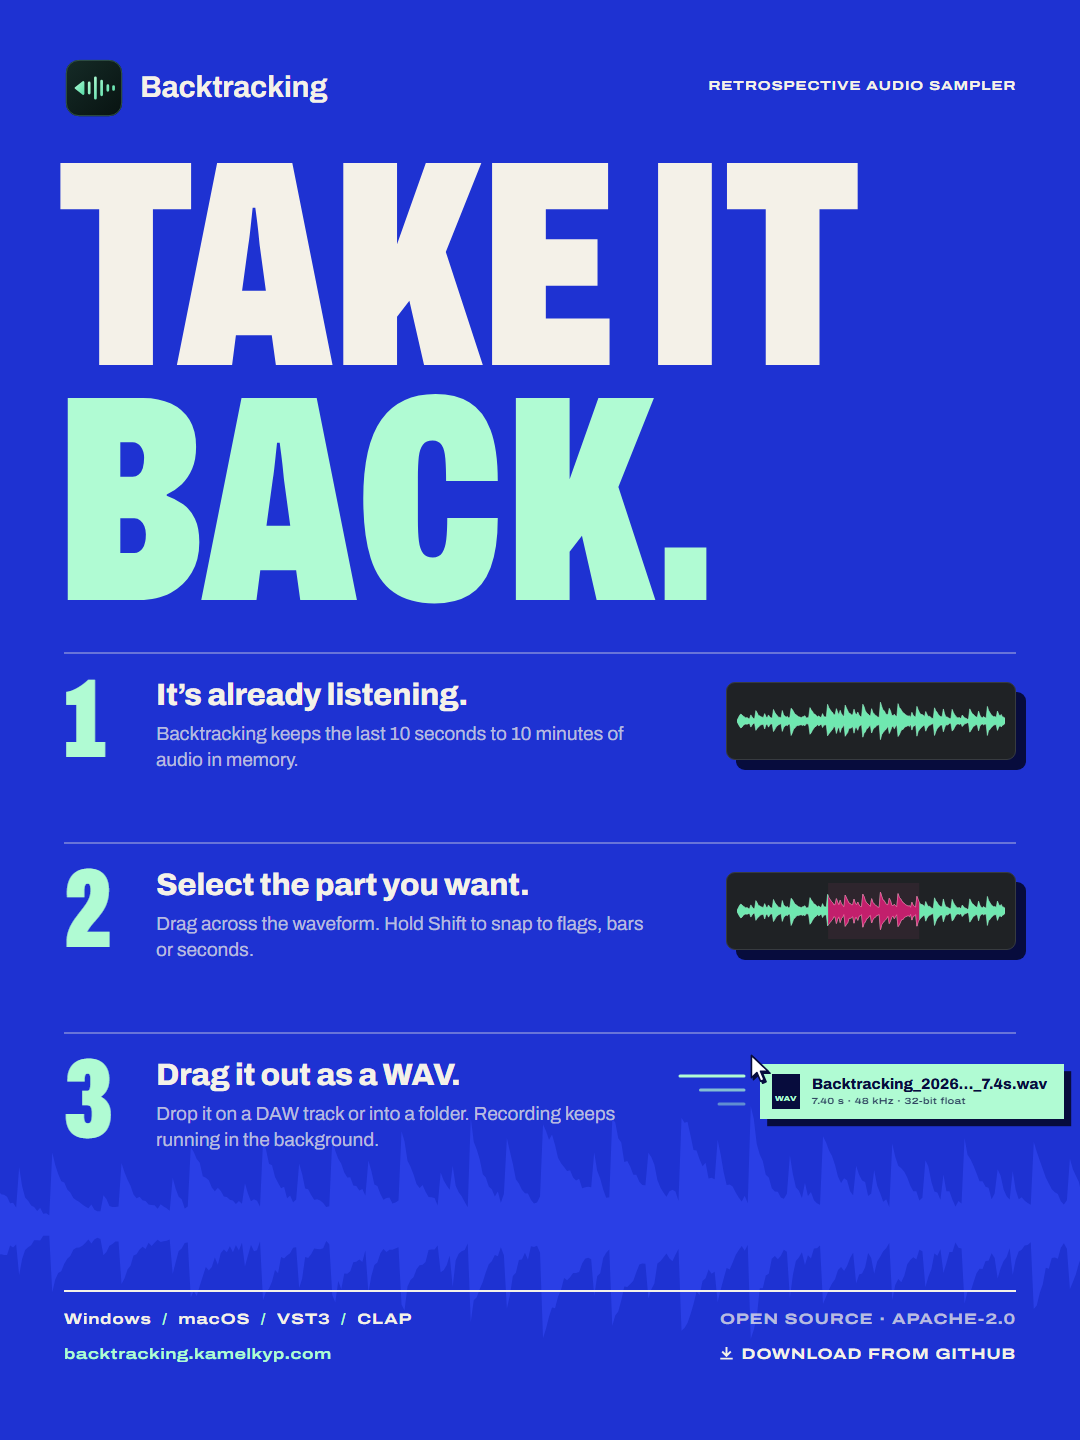 Backtracking
RETROSPECTIVE AUDIO SAMPLER
TAKE IT
BACK.
1
It’s already listening.
Backtracking keeps the last 10 seconds to 10 minutes of
audio in memory.
2
Select the part you want.
Drag across the waveform. Hold Shift to snap to flags, bars
or seconds.
3
Drag it out as a WAV.
Drop it on a DAW track or into a folder. Recording keeps
running in the background.
WAV
Backtracking_2026..._7.4s.wav
7.40 s · 48 kHz · 32-bit float
Windows / macOS / VST3 / CLAP
OPEN SOURCE · APACHE-2.0
backtracking.kamelkyp.com
DOWNLOAD FROM GITHUB